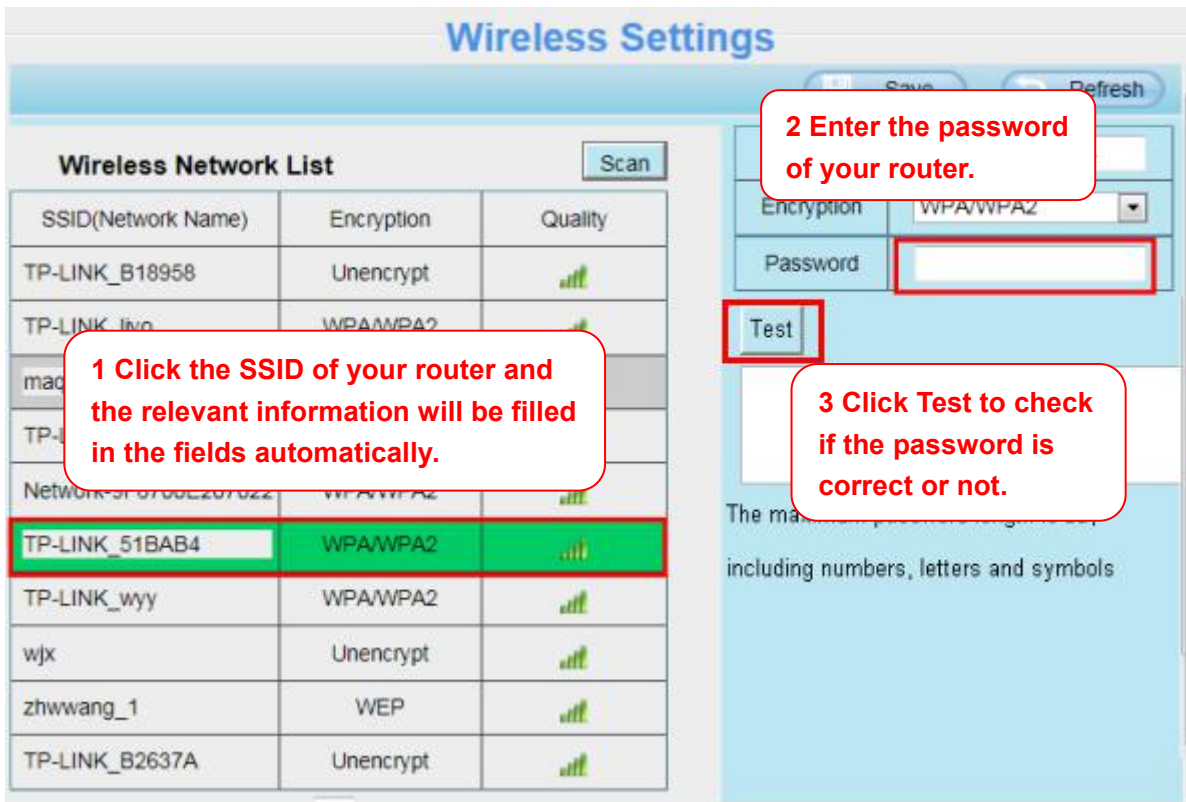 Wireless Settings
Save Refresh
2 Enter the password
of your router.
Wireless Network List Scan
SSID(Network Name) Encryption Quality
Encryption WPA/WPA2
TP-LINK_B18958 Unencrypt
Password
TP-LINK WPA/WPA2
Test
1 Click the SSID of your router and
the relevant information will be filled
in the fields automatically.
3 Click Test to check
if the password is
correct or not.
WPA/WPA2
The
TP-LINK_51BAB4 WPA/WPA2
including numbers, letters and symbols
TP-LINK_wyy WPA/WPA2
wjx Unencrypt
zhwwang_1 WEP
TP-LINK_B2637A Unencrypt